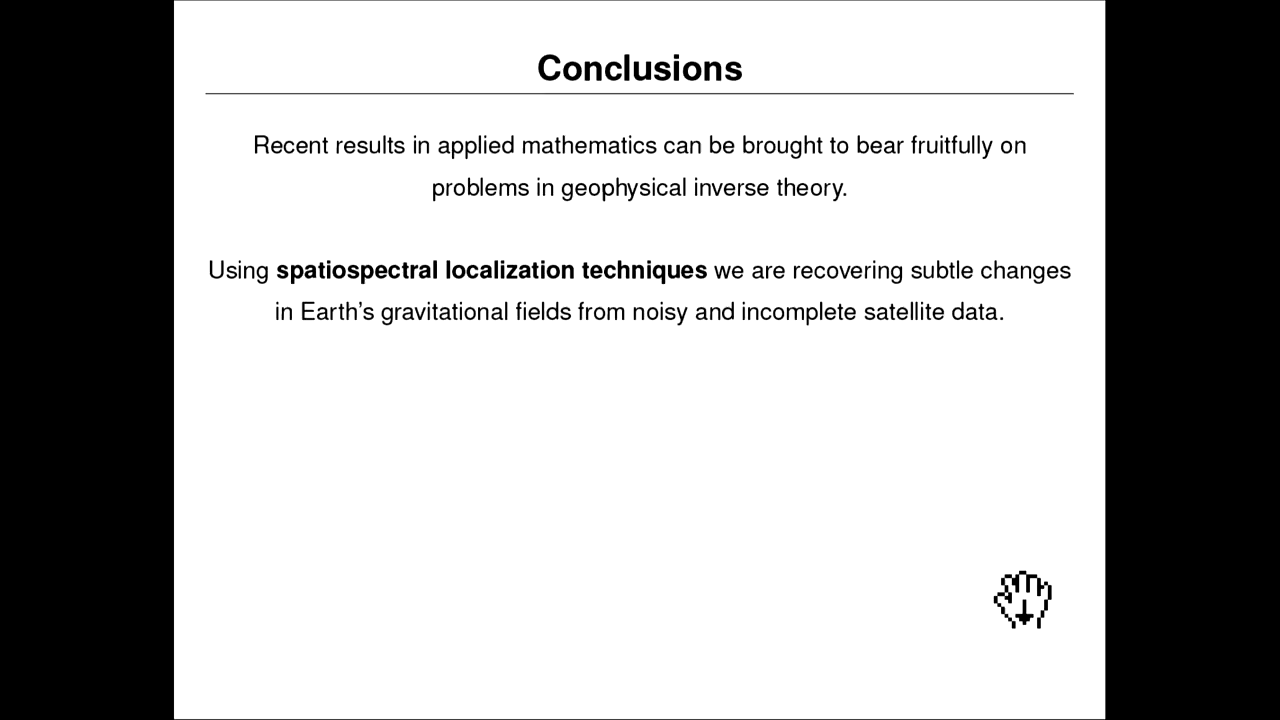 Conclusions
Recent results in applied mathematics can be brought to bear fruitfully on
problems in geophysical inverse theory.
Using spatiospectral localization techniques we are recovering subtle changes
in Earth's gravitational fields from noisy and incomplete satellite data.